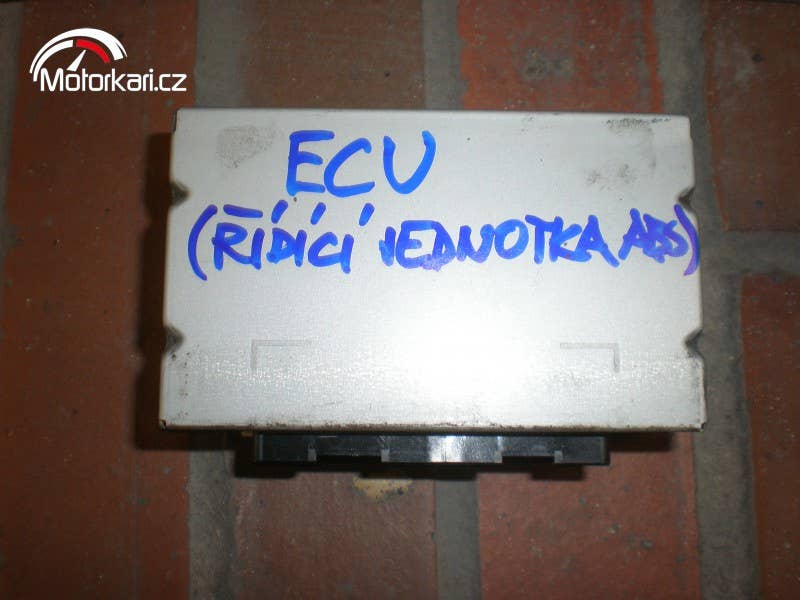 Motorkari.cz
ECU
(ŘÍDÍCÍ JEDNOTKA ABS)